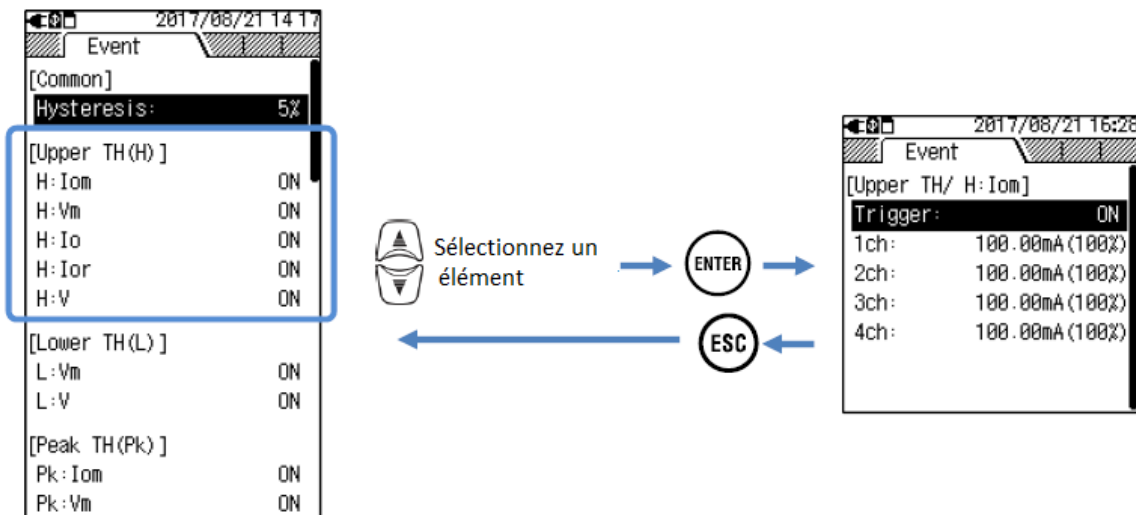 2017/08/21 14 17
Event
[Common]
Hysteresis: 5%
[Upper TH(H)]
H:Iom ON
H:Vm ON
H:Io ON
H:Ior ON
H:V ON
[Lower TH(L)]
L:Vm ON
L:V ON
[Peak TH(Pk)]
Pk:Iom ON
Pk:Vm ON
Sélectionnez un
élément
ENTER
ESC
2017/08/21 16:28
Event
[Upper TH/ H:Iom]
Trigger: ON
1ch: 100.00mA(100%)
2ch: 100.00mA(100%)
3ch: 100.00mA(100%)
4ch: 100.00mA(100%)